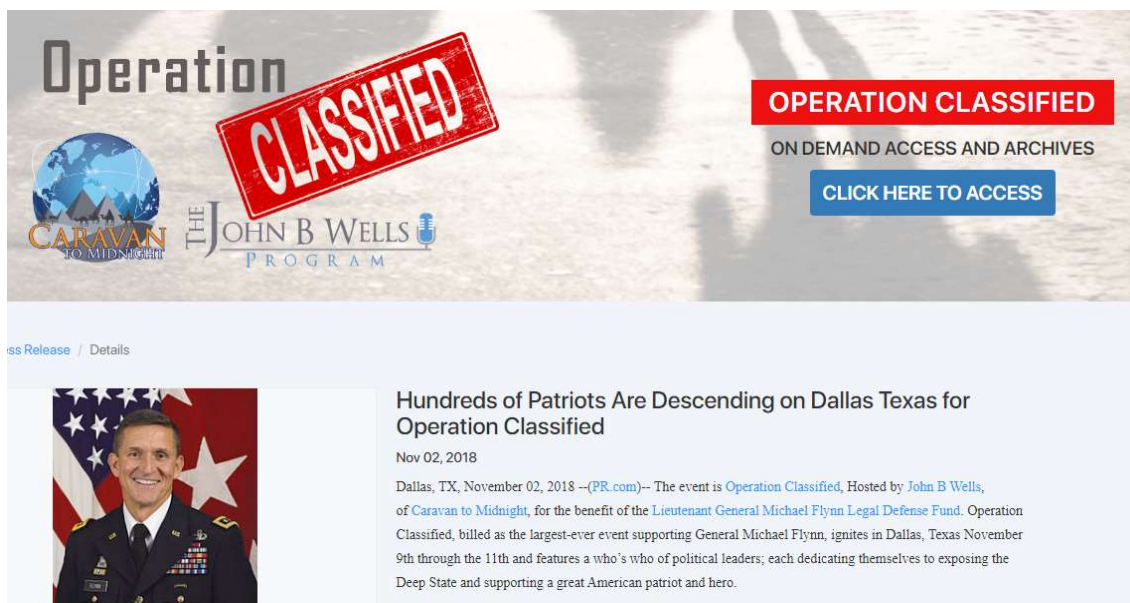 Operation
CLASSIFIED
CARAVAN
TO MIDNIGHT
THE JOHN B WELLS
PROGRAM
OPERATION CLASSIFIED
ON DEMAND ACCESS AND ARCHIVES
CLICK HERE TO ACCESS
ess Release / Details
Hundreds of Patriots Are Descending on Dallas Texas for
Operation Classified
Nov 02, 2018
Dallas, TX, November 02, 2018 --(PR.com)-- The event is Operation Classified, Hosted by John B Wells,
of Caravan to Midnight, for the benefit of the Lieutenant General Michael Flynn Legal Defense Fund. Operation
Classified, billed as the largest-ever event supporting General Michael Flynn, ignites in Dallas, Texas November
9th through the 11th and features a who’s who of political leaders; each dedicating themselves to exposing the
Deep State and supporting a great American patriot and hero.